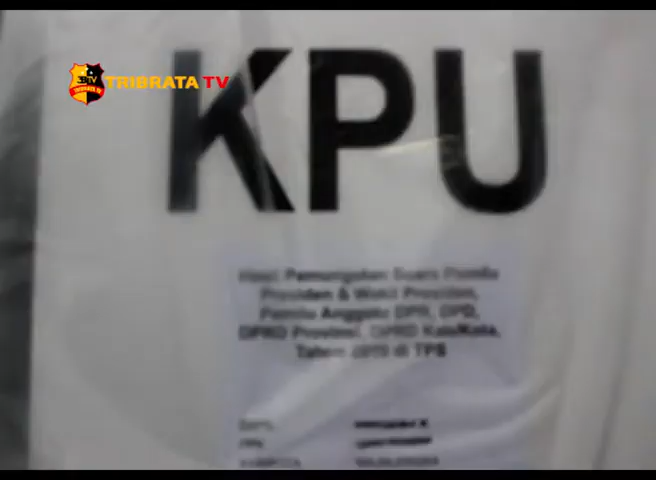 TRIBRATA TV
KPU
Hasil Pemungutan Suara Pemilu
Presiden & Wakil Presiden,
Pemilu Anggota DPR, DPD,
DPRD Provinsi, DPRD Kab/Kota,
Tahun 2019 di TPS